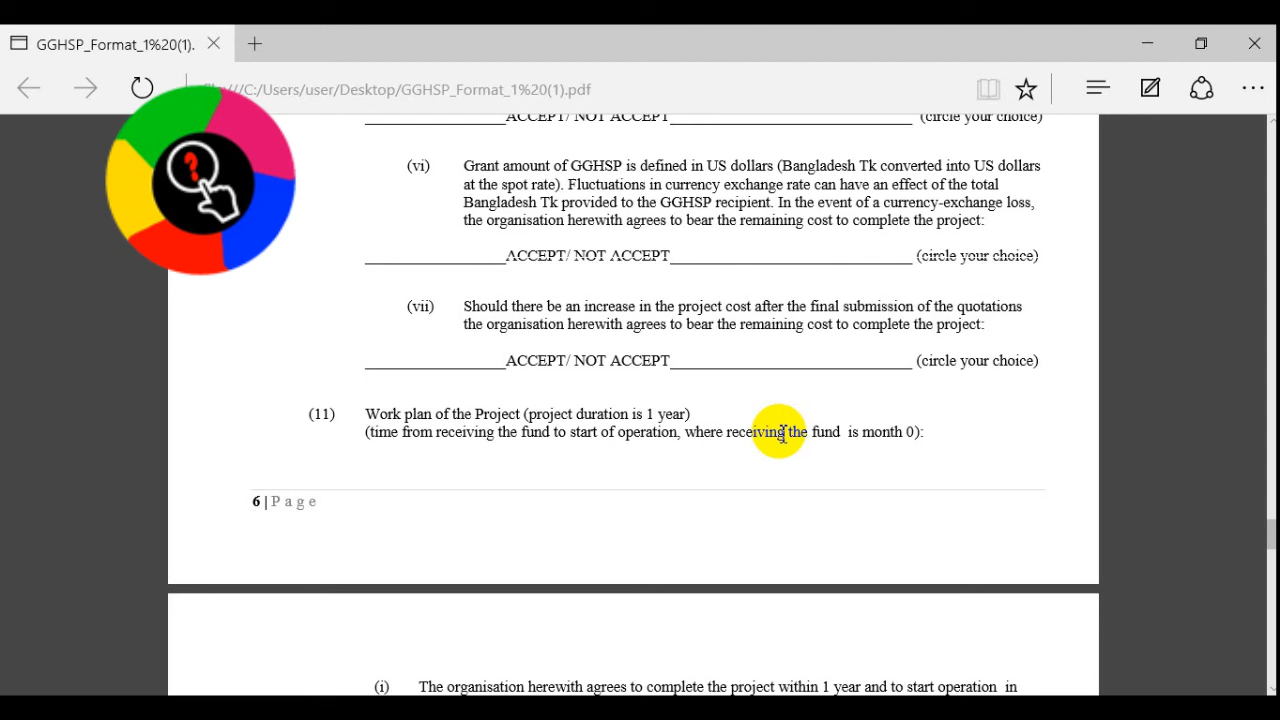 GGHSP_Format_1%20(1).
///C:/Users/user/Desktop/GGHSP_Format_1%20(1).pdf
ACCEPT/ NOT ACCEPT (circle your choice)
(vi) Grant amount of GGHSP is defined in US dollars (Bangladesh Tk converted into US dollars
at the spot rate). Fluctuations in currency exchange rate can have an effect of the total
Bangladesh Tk provided to the GGHSP recipient. In the event of a currency-exchange loss,
the organisation herewith agrees to bear the remaining cost to complete the project:
ACCEPT/ NOT ACCEPT (circle your choice)
(vii) Should there be an increase in the project cost after the final submission of the quotations
the organisation herewith agrees to bear the remaining cost to complete the project:
ACCEPT/ NOT ACCEPT (circle your choice)
(11) Work plan of the Project (project duration is 1 year)
(time from receiving the fund to start of operation, where receiving the fund is month 0):
6 | P a g e
(i) The organisation herewith agrees to complete the project within 1 year and to start operation in